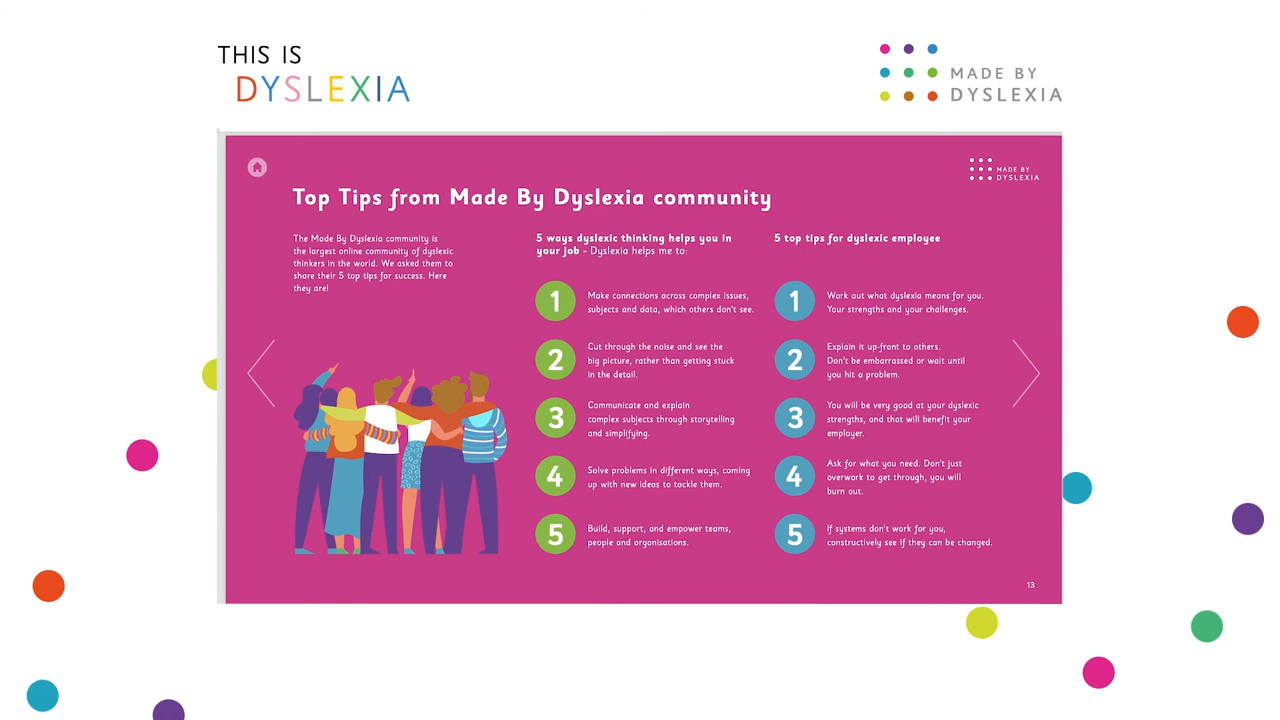 THIS IS
DYSLEXIA
MADE BY
DYSLEXIA
MADE BY
DYSLEXIA
Top Tips from Made By Dyslexia community
The Made By Dyslexia community is
the largest online community of dyslexic
thinkers in the world. We asked them to
share their 5 top tips for success. Here
they are!
5 ways dyslexic thinking helps you in
your job - Dyslexia helps me to:
1
Make connections across complex issues,
subjects and data, which others don't see.
2
Cut through the noise and see the
big picture, rather than getting stuck
in the detail.
3
Communicate and explain
complex subjects through storytelling
and simplifying.
4
Solve problems in different ways, coming
up with new ideas to tackle them.
5
Build, support, and empower teams,
people and organisations.
5 top tips for dyslexic employee
1
Work out what dyslexia means for you.
Your strengths and your challenges.
2
Explain it up-front to others.
Don't be embarrassed or wait until
you hit a problem.
3
You will be very good at your dyslexic
strengths, and that will benefit your
employer.
4
Ask for what you need. Don't just
overwork to get through, you will
burn out.
5
If systems don't work for you,
constructively see if they can be changed.
13